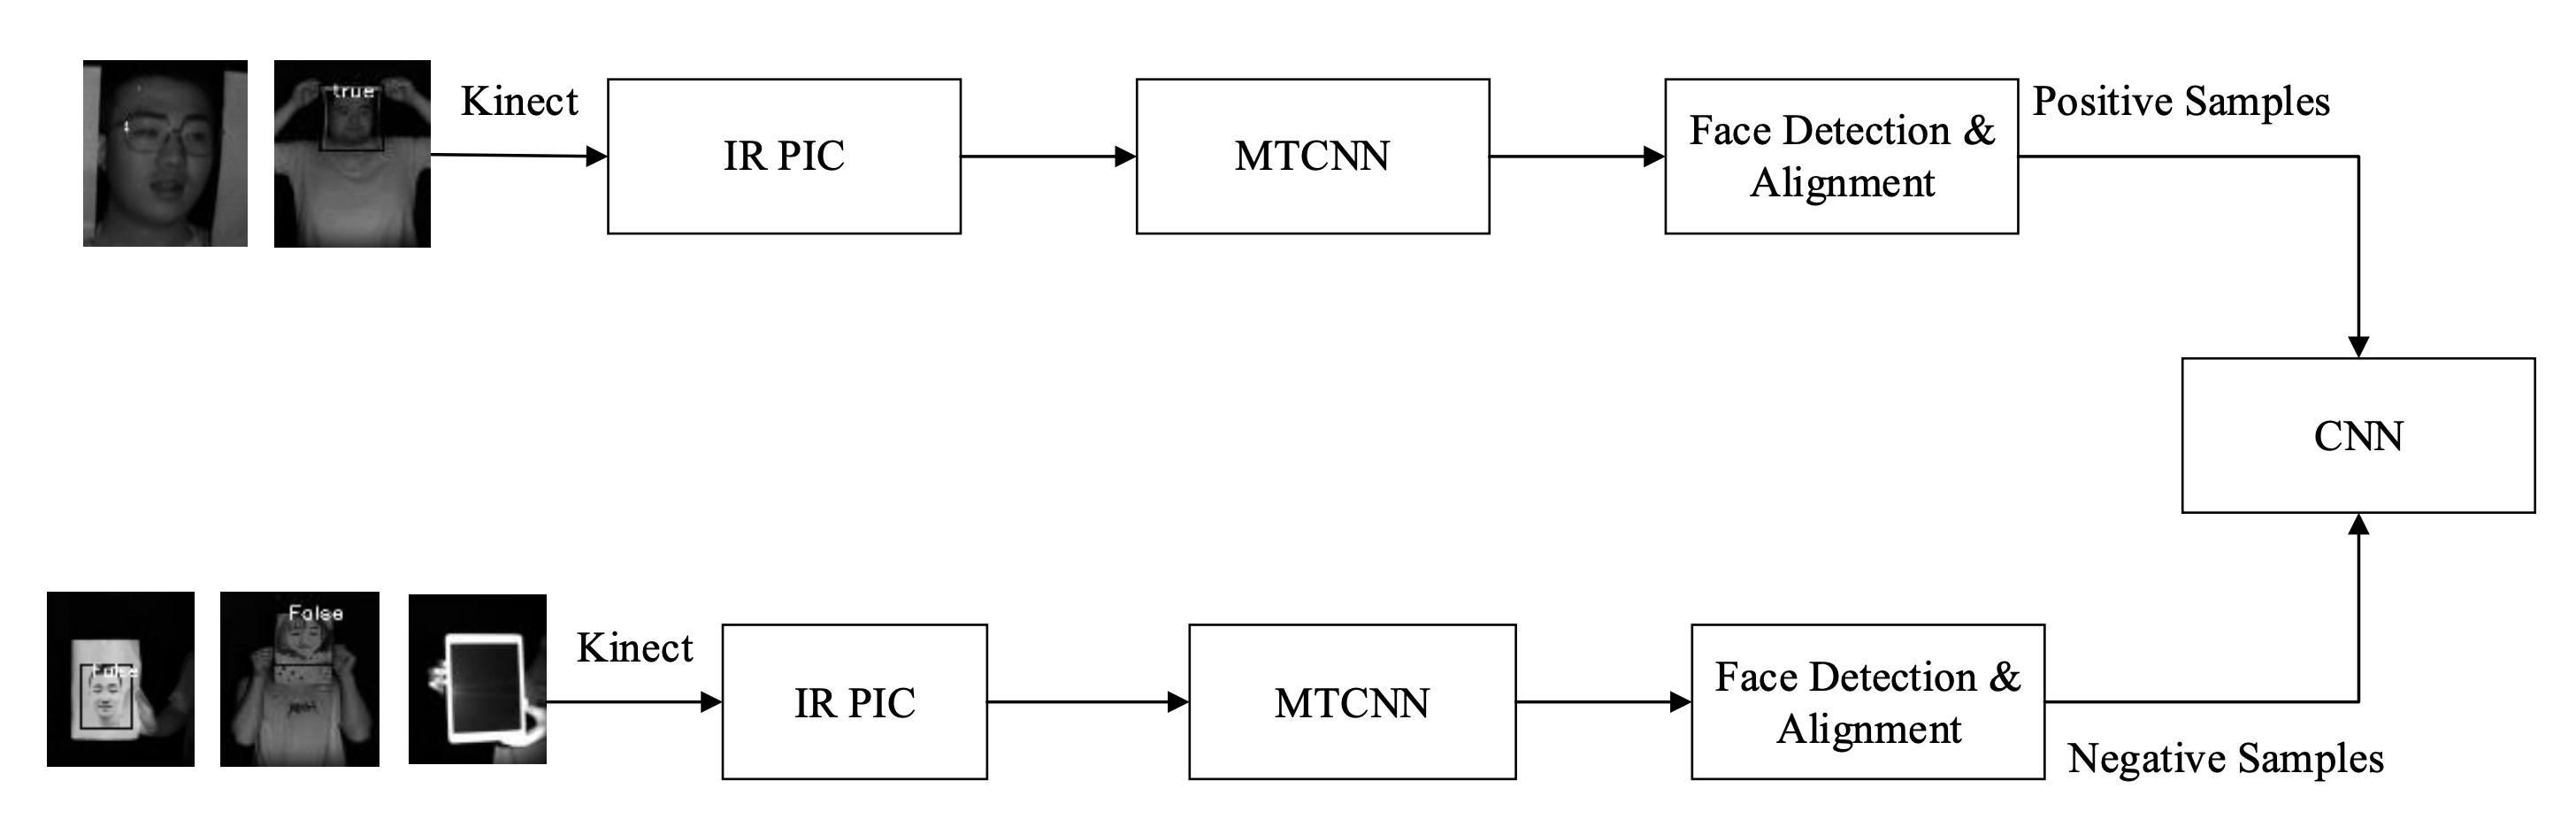 true
Kinect
IR PIC
MTCNN
Face Detection &
Alignment
Positive Samples
CNN
False
False
Kinect
IR PIC
MTCNN
Face Detection &
Alignment
Negative Samples